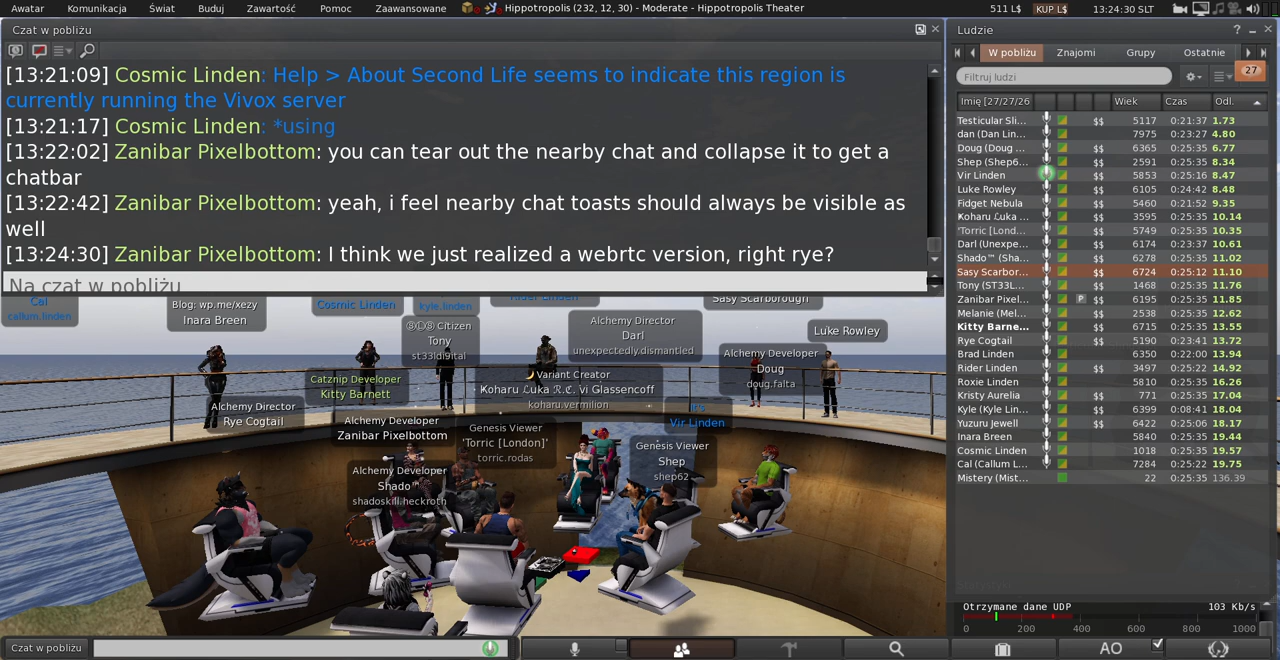 Awatar Komunikacja Świat Buduj Zawartość Pomoc Zaawansowane Hippotropolis (232, 12, 30) - Moderate - Hippotropolis Theater 511 L$ KUP L$ 13:24:30 SLT
Czat w pobliżu
[13:21:09] Cosmic Linden: Help > About Second Life seems to indicate this region is
currently running the Vivox server
[13:21:17] Cosmic Linden: *using
[13:22:02] Zanibar Pixelbottom: you can tear out the nearby chat and collapse it to get a
chatbar
[13:22:42] Zanibar Pixelbottom: yeah, i feel nearby chat toasts should always be visible as
well
[13:24:30] Zanibar Pixelbottom: I think we just realized a webrtc version, right rye?
Na czat w pobliżu
Cal
callum.linden
Blog: wp.me/xezy
Inara Breen
Cosmic Linden
kyle.linden
Rider Linden
Sasy Scarborough
ⒷⓁⓈ Citizen
Tony
st33ldi9ital
Alchemy Director
Darl
unexpectedly.dismantled
Luke Rowley
Alchemy Developer
Doug
doug.falta
Catznip Developer
Kitty Barnett
Variant Creator
Koharu Ꮭuka ℛ.ℂ. Vi Glassencoff
koharu.vermilion
Alchemy Director
Rye Cogtail
Alchemy Developer
Zanibar Pixelbottom
Genesis Viewer
'Torric [London]'
torric.rodas
Vir Linden
Genesis Viewer
Shep
shep62
Alchemy Developer
Shado™
shadoskill.heckroth
Ludzie
W pobliżu Znajomi Grupy Ostatnie
Filtruj ludzi
27
Imię [27/27/26 Wiek Czas Odl.
Testicular Sli... $$ 5117 0:21:37 1.73
dan (Dan Lin... 7975 0:23:27 4.80
Doug (Doug ... $$ 6365 0:25:35 6.77
Shep (Shep6... $$ 2591 0:25:35 8.34
Vir Linden $$ 5853 0:25:16 8.47
Luke Rowley $$ 6105 0:24:42 8.48
Fidget Nebula $$ 5460 0:21:52 9.35
Koharu Ꮭuka ... $$ 3595 0:25:35 10.14
'Torric [Lond... $$ 5749 0:25:35 10.35
Darl (Unexpe... $$ 6174 0:23:37 10.61
Shado™ (Sha... $$ 6278 0:25:35 11.02
Sasy Scarbor... $$ 6724 0:25:12 11.10
Tony (ST33L... $$ 1468 0:25:35 11.76
Zanibar Pixel... P $$ 6195 0:25:35 11.85
Melanie (Mel... $$ 2538 0:25:35 12.62
Kitty Barne... $$ 6715 0:25:35 13.55
Rye Cogtail $$ 5190 0:23:41 13.72
Brad Linden 6350 0:22:00 13.94
Rider Linden $$ 3497 0:25:22 14.92
Roxie Linden 5810 0:25:35 16.26
Kristy Aurelia $$ 771 0:25:35 17.04
Kyle (Kyle Lin... $$ 6399 0:08:41 18.04
Yuzuru Jewell $$ 6422 0:25:06 18.17
Inara Breen 5840 0:25:35 19.44
Cosmic Linden 1018 0:25:35 19.57
Cal (Callum L... 7284 0:25:22 19.75
Mistery (Mist... 22 0:25:35 136.39
Otrzymane dane UDP 103 Kb/s
0 200 400 600 800 1000
Czat w pobliżu
AO